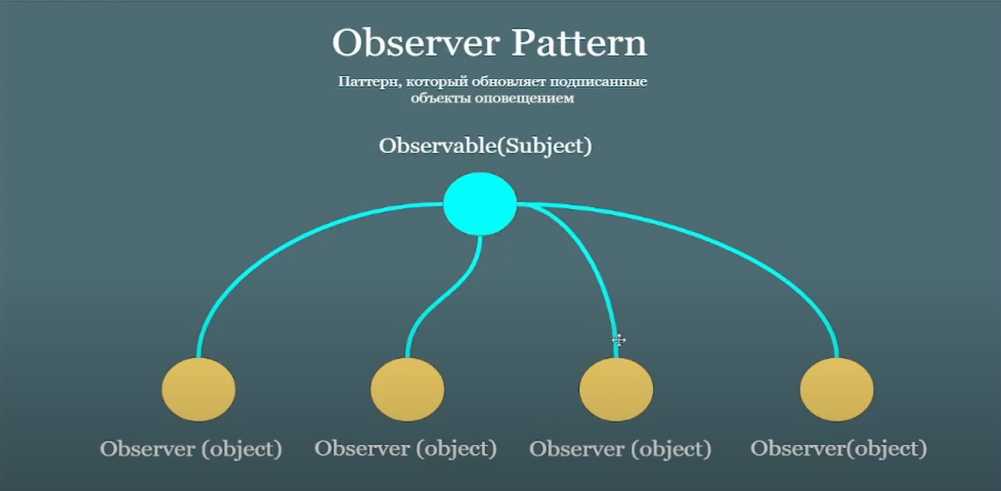 Observer Pattern
Паттерн, который обновляет подписанные
объекты оповещением
Observable(Subject)
Observer (object)
Observer (object)
Observer (object)
Observer(object)